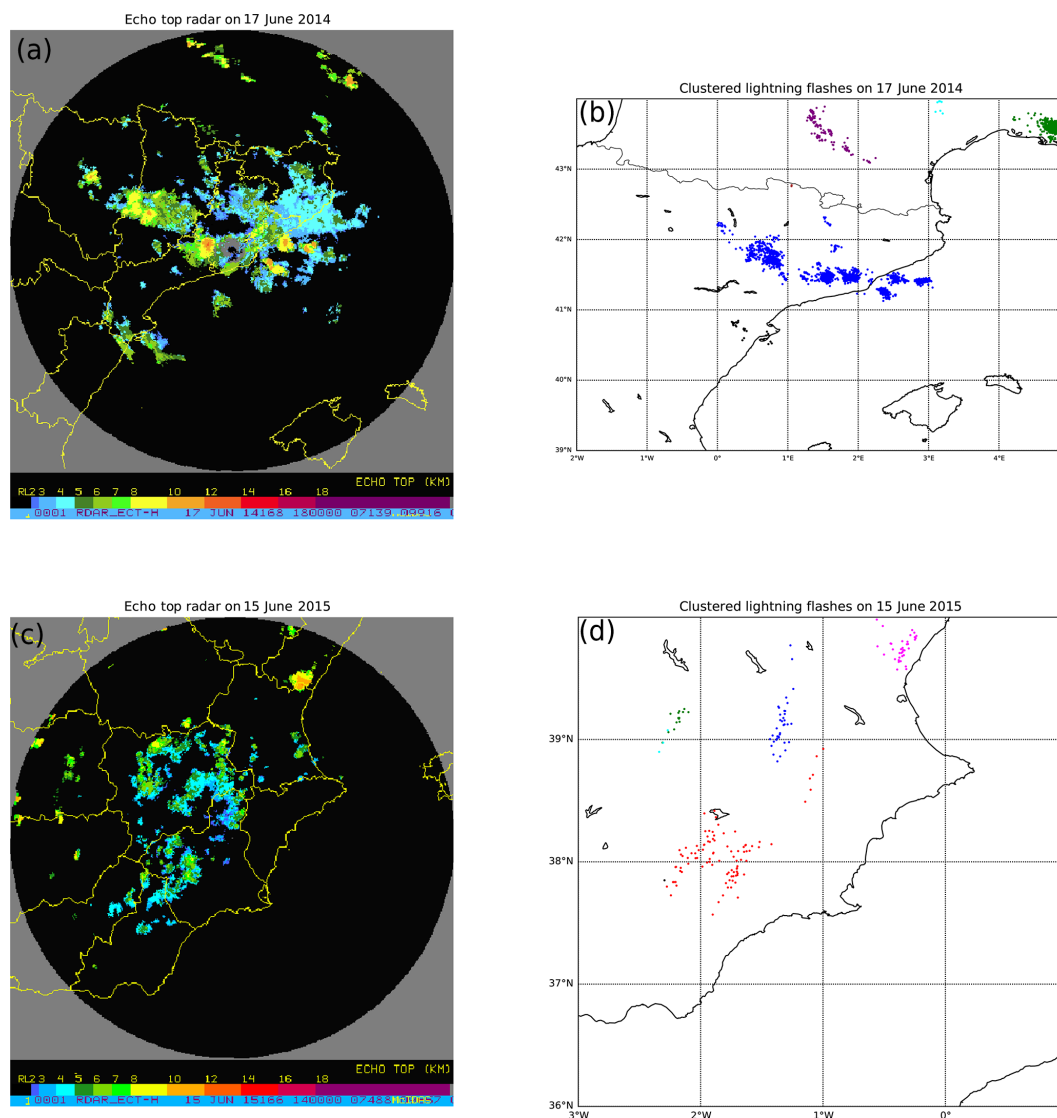 Echo top radar on 17 June 2014
(a)
ECHO TOP (KM)
RL2 3 4 5 6 7 8 10 12 14 16 18
0001 RDAR_ECT-H 17 JUN 14168 180000 07139 09916
Clustered lightning flashes on 17 June 2014
(b)
43°N
42°N
41°N
40°N
39°N
2°W 1°W 0° 1°E 2°E 3°E 4°E
Echo top radar on 15 June 2015
(c)
ECHO TOP (KM)
RL2 3 4 5 6 7 8 10 12 14 16 18
0001 RDAR_ECT-H 15 JUN 15166 140000 07488 McIDAS
Clustered lightning flashes on 15 June 2015
(d)
39°N
38°N
37°N
36°N
3°W 2°W 1°W 0°